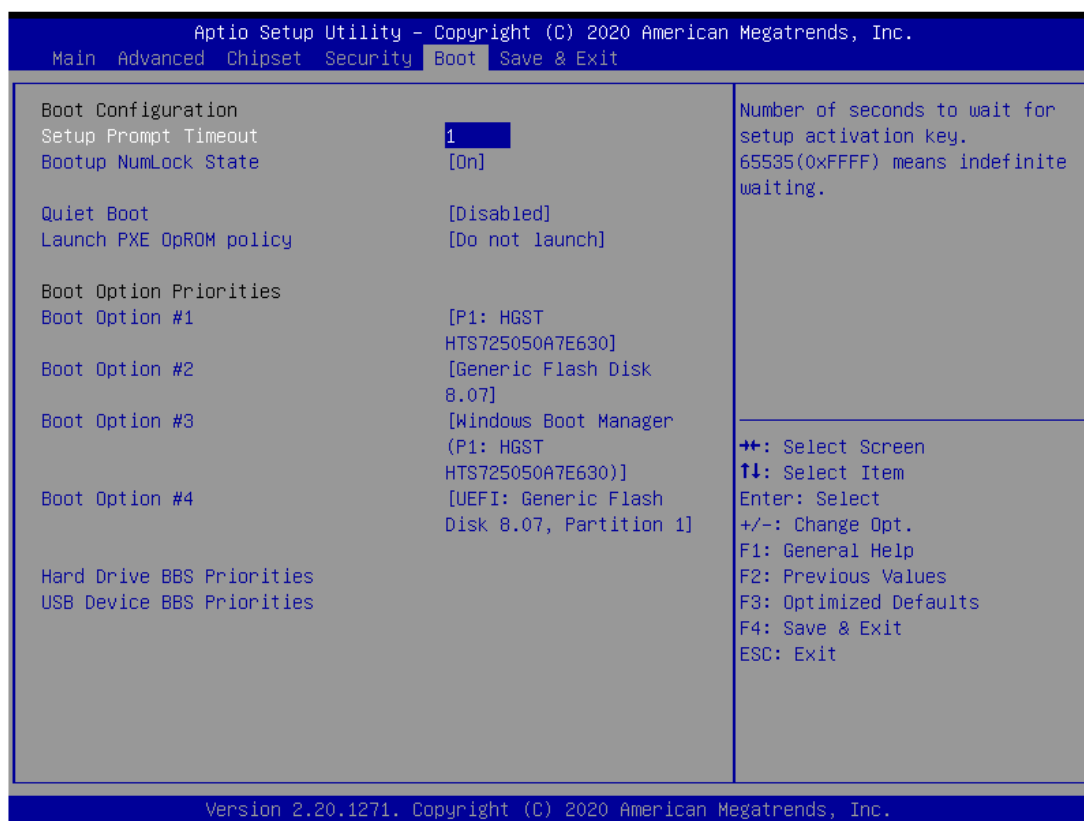 Aptio Setup Utility – Copyright (C) 2020 American Megatrends, Inc.
Main Advanced Chipset Security Boot Save & Exit
Boot Configuration
Setup Prompt Timeout 1
Bootup NumLock State [On]
Quiet Boot [Disabled]
Launch PXE OpROM policy [Do not launch]
Boot Option Priorities
Boot Option #1 [P1: HGST
HTS725050A7E630]
Boot Option #2 [Generic Flash Disk
8.07]
Boot Option #3 [Windows Boot Manager
(P1: HGST
HTS725050A7E630)]
Boot Option #4 [UEFI: Generic Flash
Disk 8.07, Partition 1]
Hard Drive BBS Priorities
USB Device BBS Priorities
Number of seconds to wait for
setup activation key.
65535(0xFFFF) means indefinite
waiting.
→←: Select Screen
↑↓: Select Item
Enter: Select
+/-: Change Opt.
F1: General Help
F2: Previous Values
F3: Optimized Defaults
F4: Save & Exit
ESC: Exit
Version 2.20.1271. Copyright (C) 2020 American Megatrends, Inc.